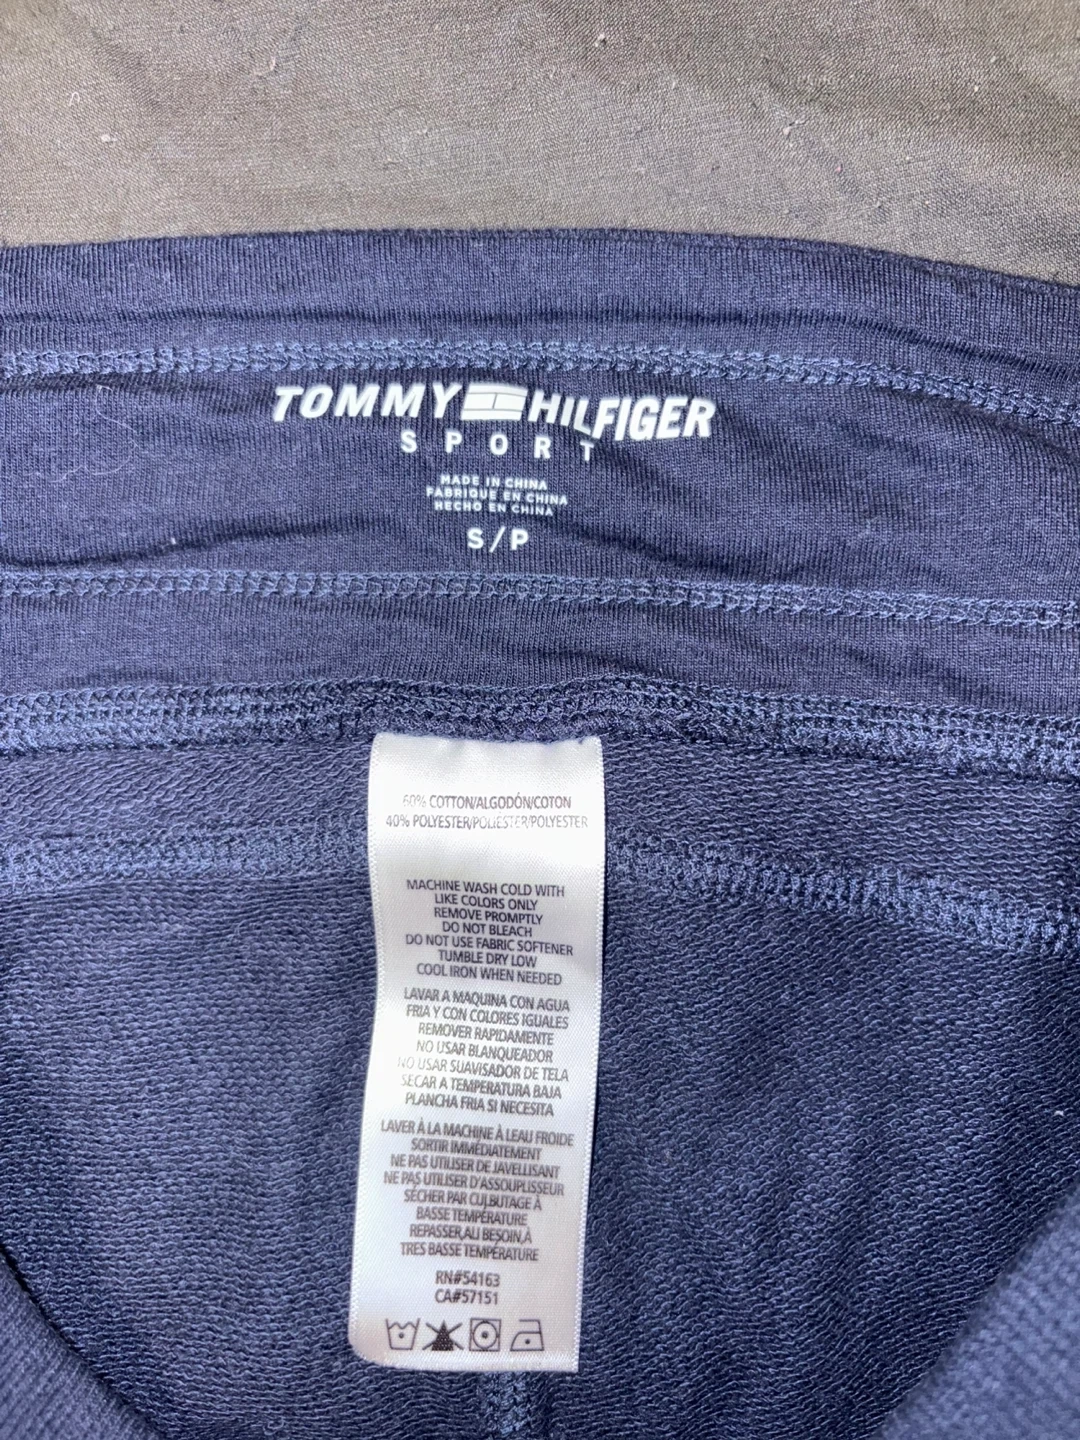 TOMMY HILFIGER
SPORT
MADE IN CHINA
FABRIQUE EN CHINA
HECHO EN CHINA
S/P
60% COTTON/ALGODÓN/COTON
40% POLYESTER/POLIESTER/POLYESTER
MACHINE WASH COLD WITH
LIKE COLORS ONLY
REMOVE PROMPTLY
DO NOT BLEACH
DO NOT USE FABRIC SOFTENER
TUMBLE DRY LOW
COOL IRON WHEN NEEDED
LAVAR A MAQUINA CON AGUA
FRIA Y CON COLORES IGUALES
REMOVER RAPIDAMENTE
NO USAR BLANQUEADOR
NO USAR SUAVISADOR DE TELA
SECAR A TEMPERATURA BAJA
PLANCHA FRIA SI NECESITA
LAVER À LA MACHINE À LEAU FROIDE
SORTIR IMMÉDIATEMENT
NE PAS UTILISER DE JAVELLISANT
NE PAS UTILISER D'ASSOUPLISSEUR
SÉCHER PAR CULBUTAGE À
BASSE TEMPÉRATURE
REPASSER, AU BESOIN, À
TRES BASSE TEMPÉRATURE
RN#54163
CA#57151